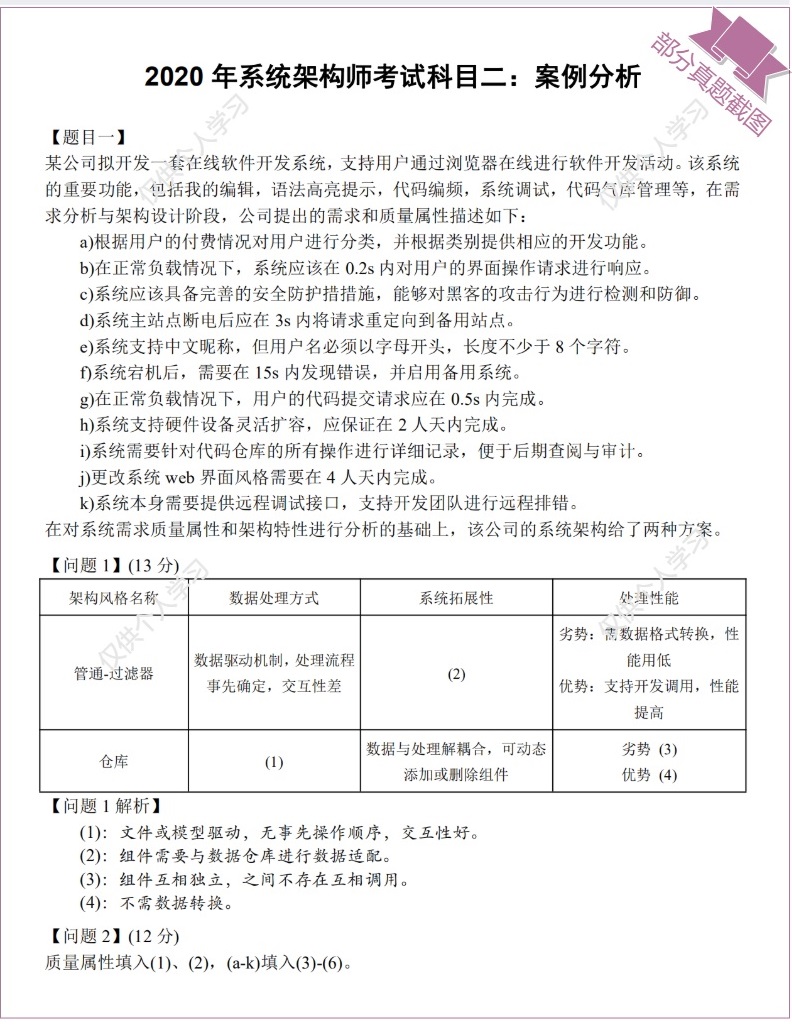 部分真题截图
2020 年系统架构师考试科目二：案例分析
【题目一】
某公司拟开发一套在线软件开发系统，支持用户通过浏览器在线进行软件开发活动。该系统
的重要功能，包括我的编辑，语法高亮提示，代码编频，系统调试，代码仓库管理等，在需
求分析与架构设计阶段，公司提出的需求和质量属性描述如下：
a)根据用户的付费情况对用户进行分类，并根据类别提供相应的开发功能。
b)在正常负载情况下，系统应该在 0.2s 内对用户的界面操作请求进行响应。
c)系统应该具备完善的安全防护措措施，能够对黑客的攻击行为进行检测和防御。
d)系统主站点断电后应在 3s 内将请求重定向到备用站点。
e)系统支持中文昵称，但用户名必须以字母开头，长度不少于 8 个字符。
f)系统宕机后，需要在 15s 内发现错误，并启用备用系统。
g)在正常负载情况下，用户的代码提交请求应在 0.5s 内完成。
h)系统支持硬件设备灵活扩容，应保证在 2 人天内完成。
i)系统需要针对代码仓库的所有操作进行详细记录，便于后期查阅与审计。
j)更改系统 web 界面风格需要在 4 人天内完成。
k)系统本身需要提供远程调试接口，支持开发团队进行远程排错。
在对系统需求质量属性和架构特性进行分析的基础上，该公司的系统架构给了两种方案。
【问题 1】(13 分)
架构风格名称 数据处理方式 系统拓展性 处理性能
管通-过滤器
数据驱动机制，处理流程
事先确定，交互性差
(2)
劣势：需数据格式转换，性
能用低
优势：支持开发调用，性能
提高
仓库
(1)
数据与处理解耦合，可动态
添加或删除组件
劣势 (3)
优势 (4)
【问题 1 解析】
(1)：文件或模型驱动，无事先操作顺序，交互性好。
(2)：组件需要与数据仓库进行数据适配。
(3)：组件互相独立，之间不存在互相调用。
(4)：不需数据转换。
【问题 2】(12 分)
质量属性填入(1)、(2)，(a-k)填入(3)-(6)。
仅供个人学习
仅供个人学习
仅供个人学习
仅供个人学习